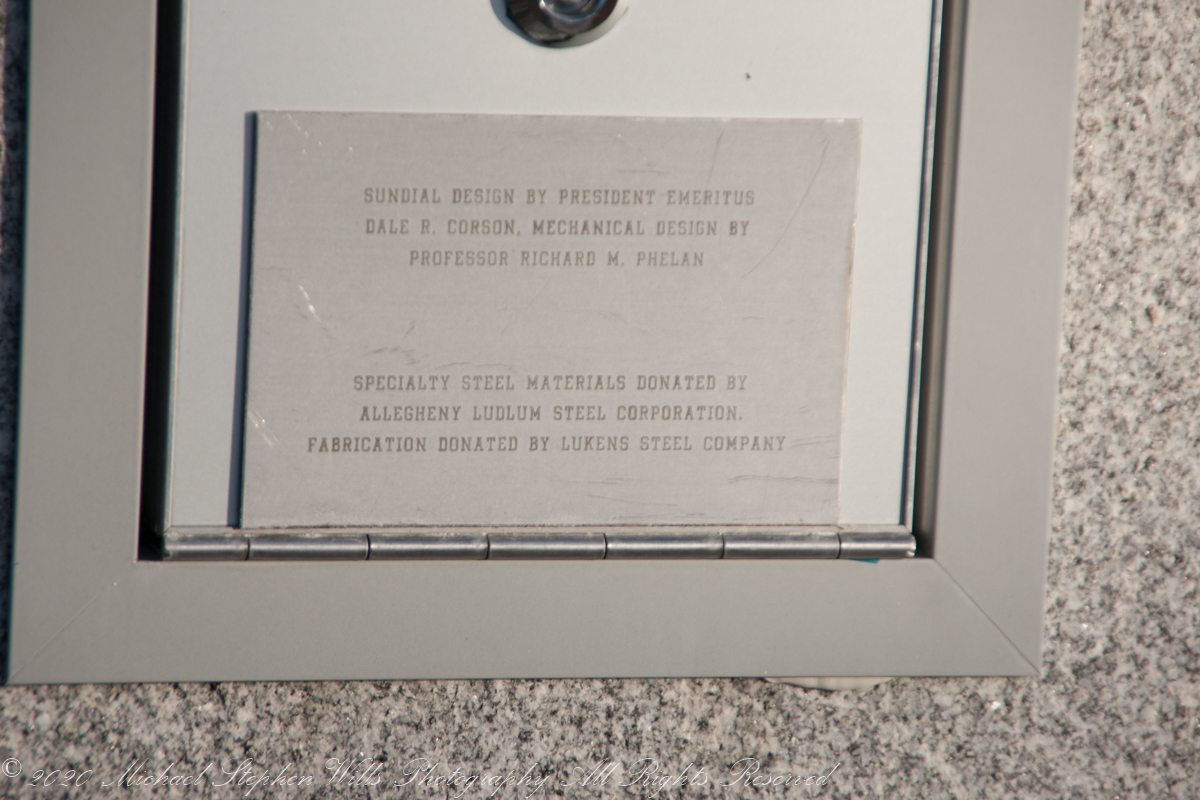 SUNDIAL DESIGN BY PRESIDENT EMERITUS
DALE R. CORSON, MECHANICAL DESIGN BY
PROFESSOR RICHARD M. PHELAN
SPECIALTY STEEL MATERIALS DONATED BY
ALLEGHENY LUDLUM STEEL CORPORATION.
FABRICATION DONATED BY LUKENS STEEL COMPANY
© 2020 Michael Stephen Wills Photography All Rights Reserved